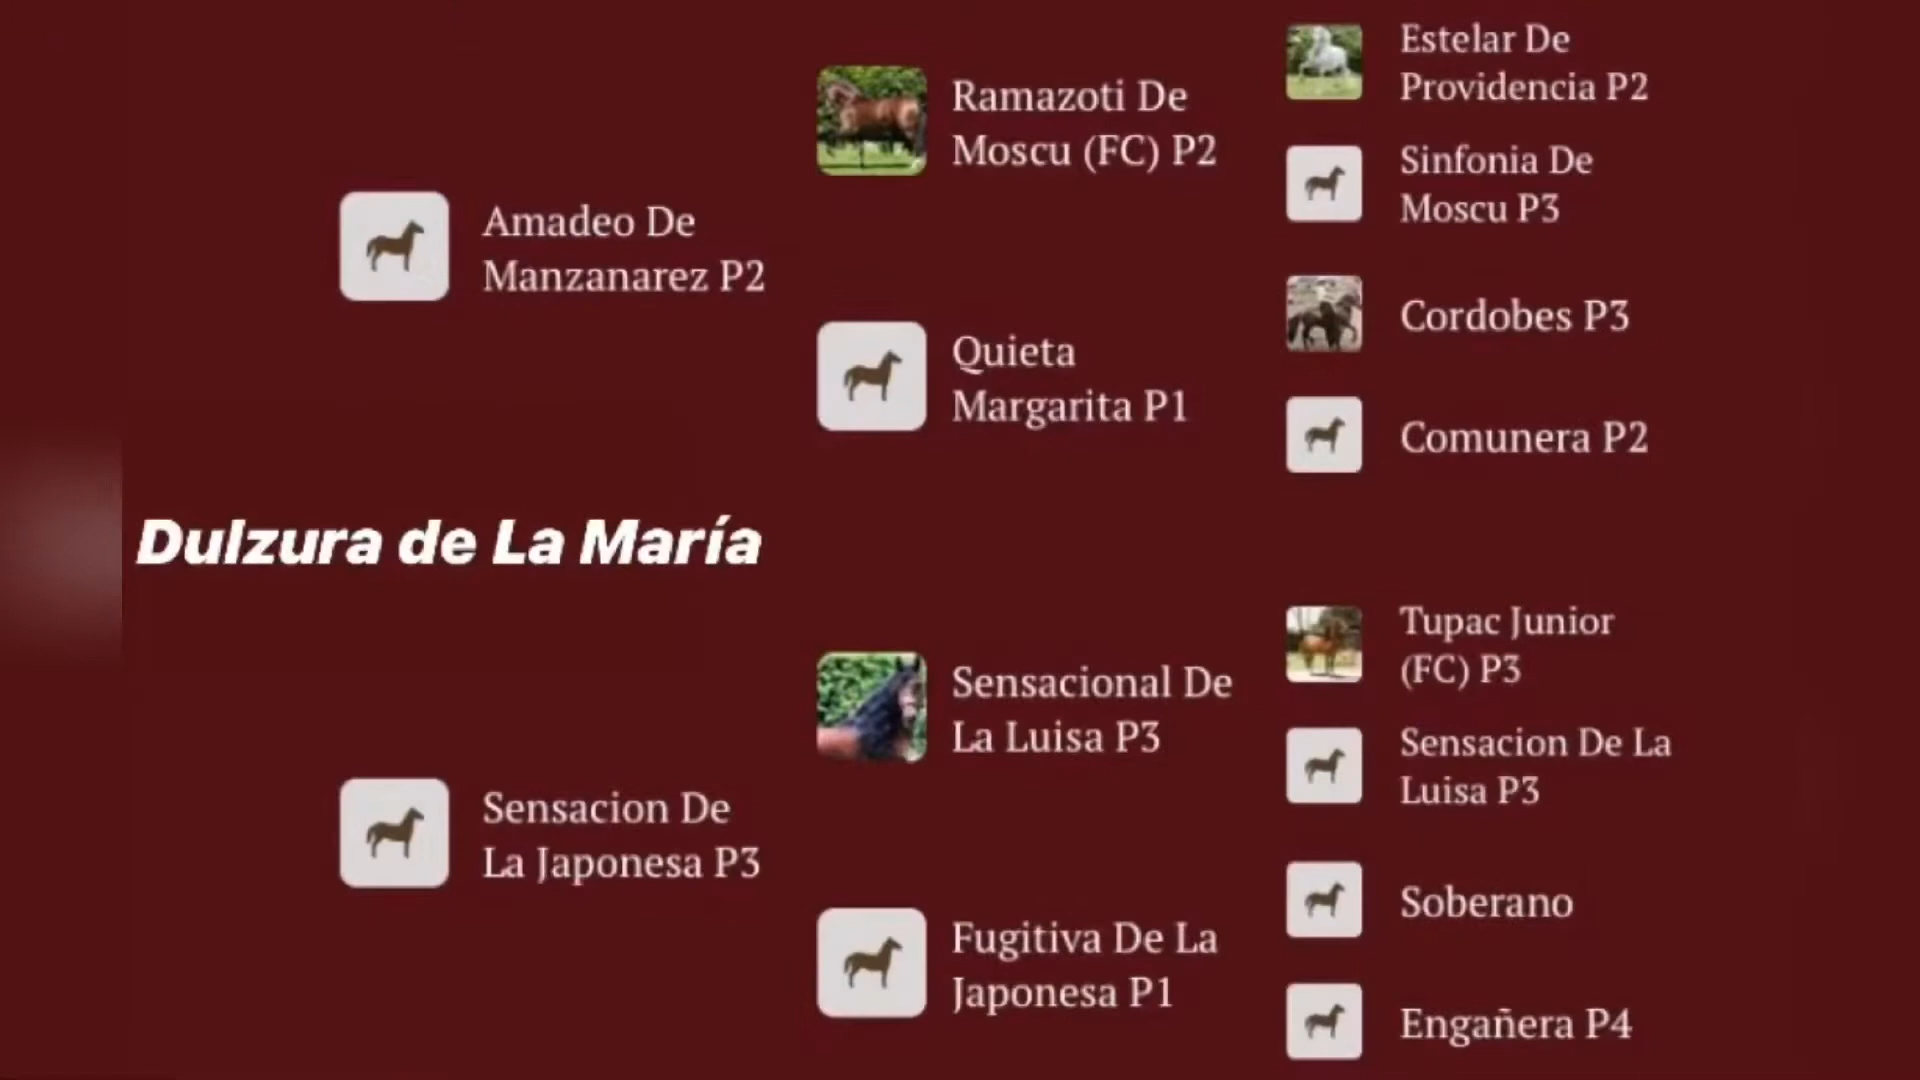 Estelar De
Providencia P2
Ramazoti De
Moscu (FC) P2
Sinfonia De
Moscu P3
Amadeo De
Manzanarez P2
Cordobes P3
Quieta
Margarita P1
Comunera P2
Dulzura de La María
Tupac Junior
(FC) P3
Sensacional De
La Luisa P3
Sensacion De La
Luisa P3
Sensacion De
La Japonesa P3
Soberano
Fugitiva De La
Japonesa P1
Engañera P4